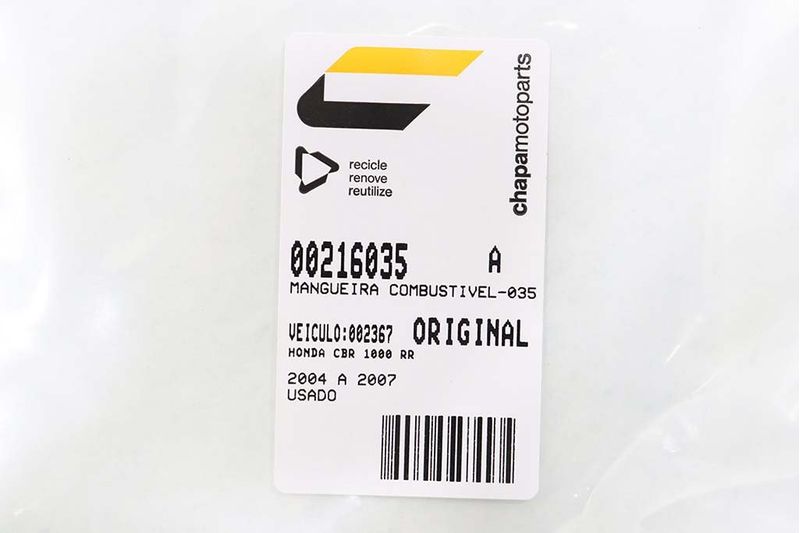 chapamotoparts
recicle
renove
reutilize
00216035 A
MANGUEIRA COMBUSTIVEL-035
VEICULO:002367 ORIGINAL
HONDA CBR 1000 RR
2004 A 2007
USADO